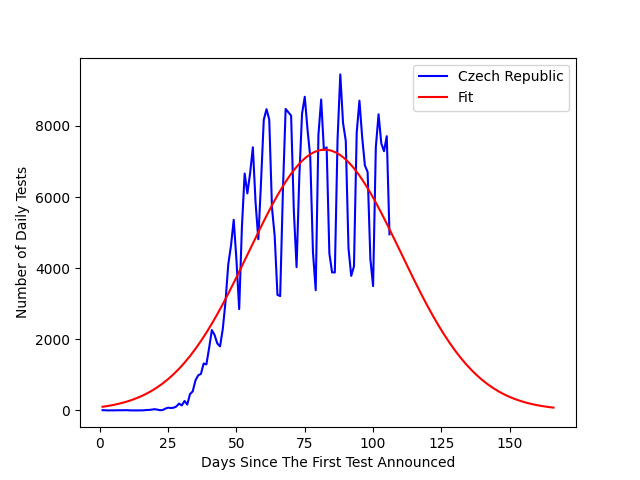 Czech Republic
Fit
8000
6000
4000
2000
0
Number of Daily Tests
0 25 50 75 100 125 150
Days Since The First Test Announced